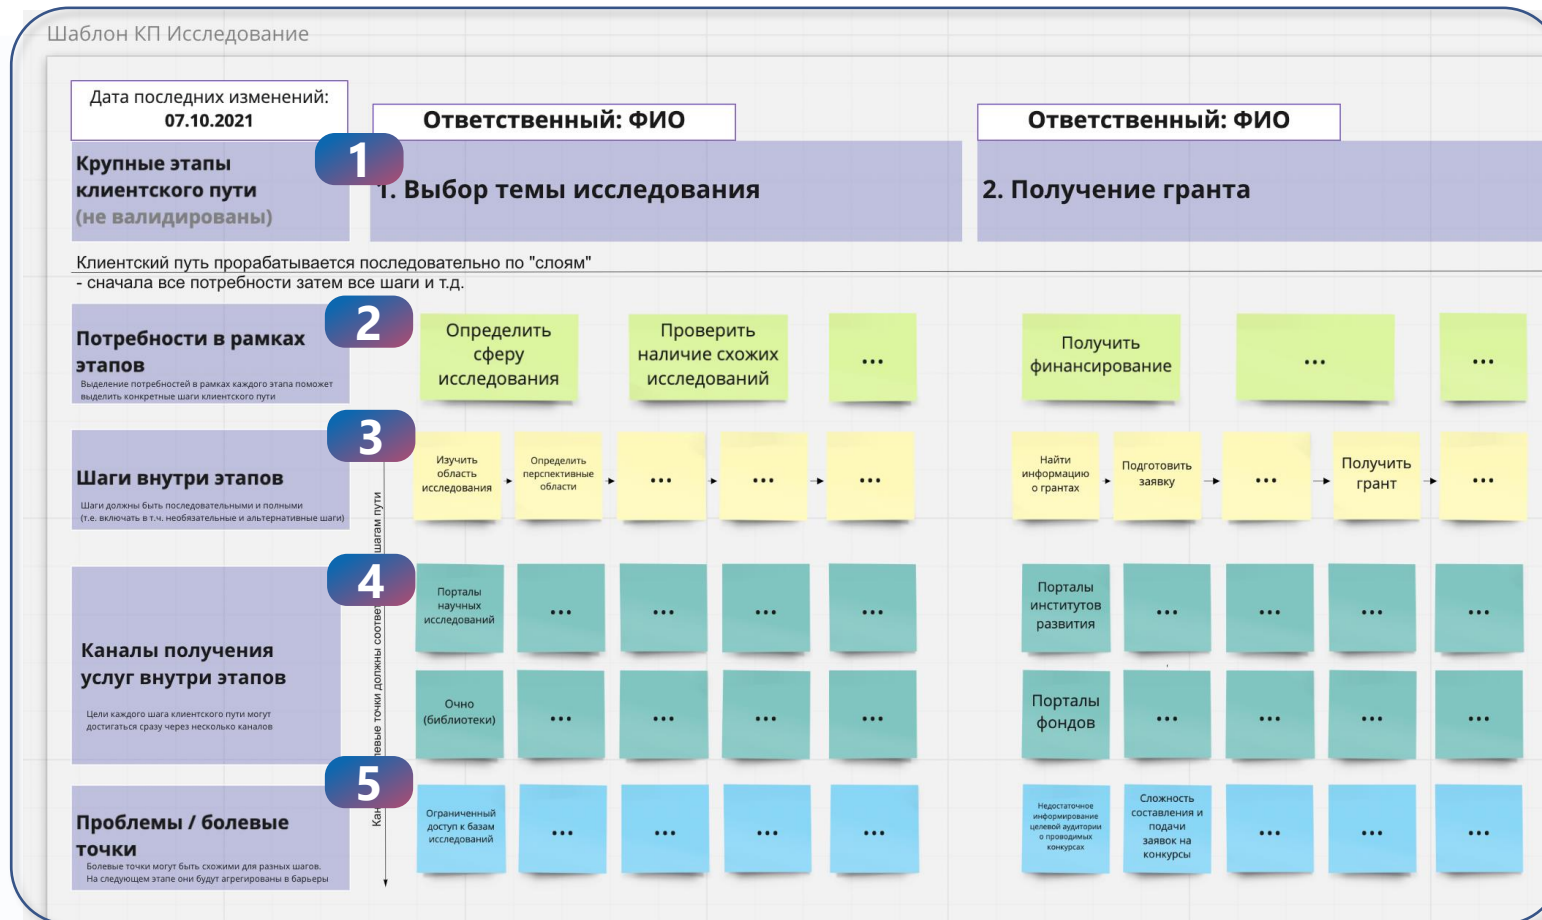 Шаблон КП Исследование
Дата последних изменений:
07.10.2021
Ответственный: ФИО
Ответственный: ФИО
1
Крупные этапы
клиентского пути
(не валидированы)
1. Выбор темы исследования
2. Получение гранта
Клиентский путь прорабатывается последовательно по "слоям"
- сначала все потребности затем все шаги и т.д.
2
Потребности в рамках
этапов
Выделение потребностей в рамках каждого этапа поможет
выделить конкретные шаги клиентского пути
Определить
сферу
исследования
Проверить
наличие схожих
исследований
...
Получить
финансирование
...
...
3
Шаги внутри этапов
Шаги должны быть последовательными и полными
(т.е. включать в т.ч. необязательные и альтернативные шаги)
Изучить
область
исследования
Определить
перспективные
области
...
...
...
Найти
информацию
о грантах
Подготовить
заявку
...
Получить
грант
...
шагам пути
точки должны
4
Каналы получения
услуг внутри этапов
Цели каждого шага клиентского пути могут
достигаться сразу через несколько каналов
Порталы
научных
исследований
...
...
...
...
Порталы
институтов
развития
...
...
...
...
Очно
(библиотеки)
...
...
...
...
Порталы
фондов
...
...
...
...
5
Проблемы / болевые
точки
Болевые точки могут быть схожими для разных шагов.
На следующем этапе они будут агрегированы в барьеры
Ограниченный
доступ к базам
исследований
...
...
...
...
Недостаточное
информирование
целевой аудитории
о проводимых
конкурсах
Сложность
составления и
подачи
заявок на
конкурсы
...
...
...